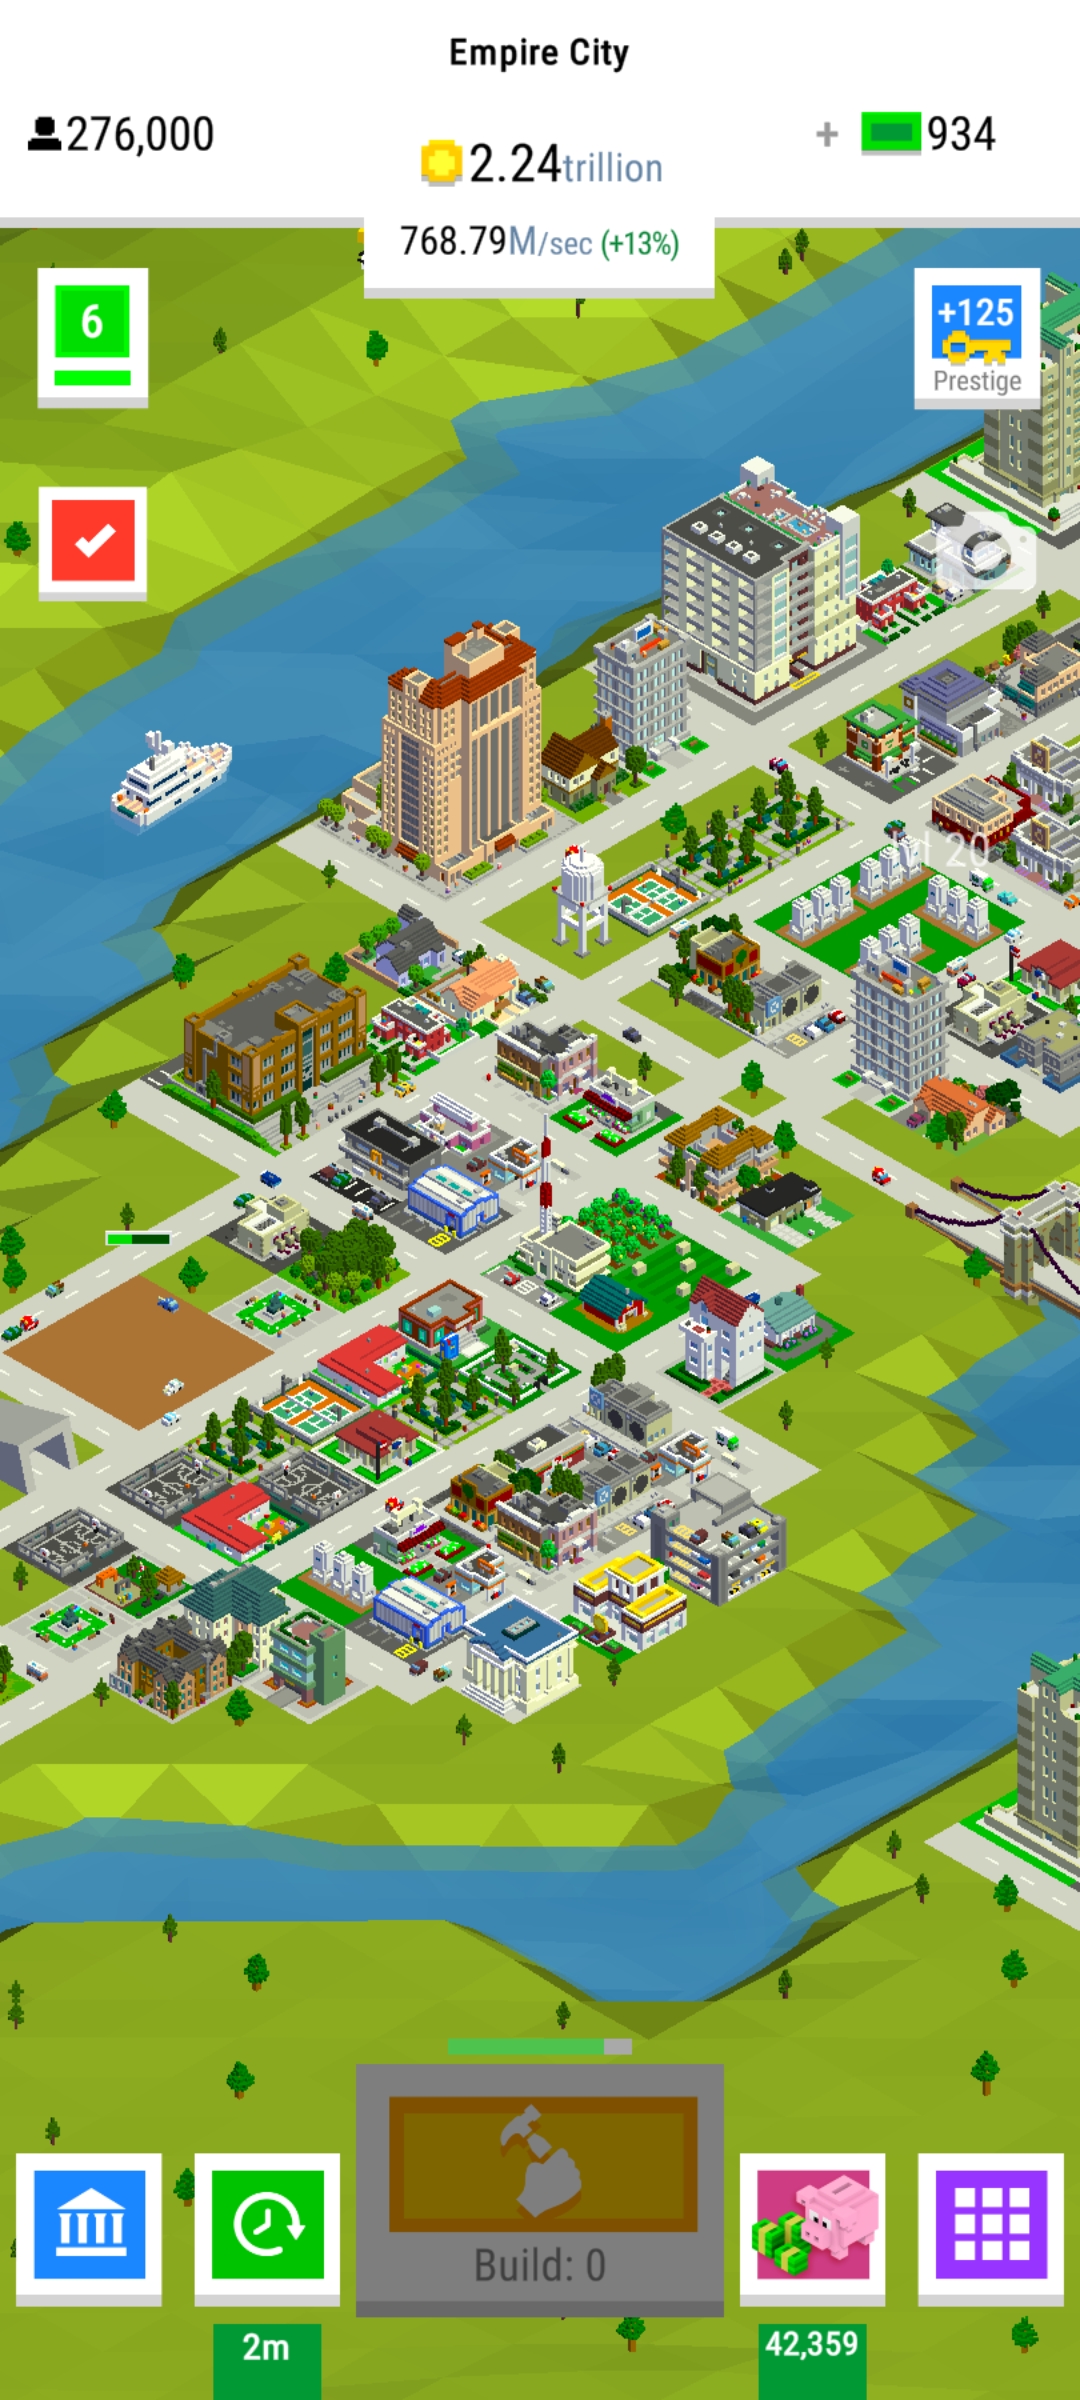 Empire City
276,000
2.24trillion
+ 934
768.79M/sec (+13%)
6
+125
Prestige
Build: 0
2m
42,359